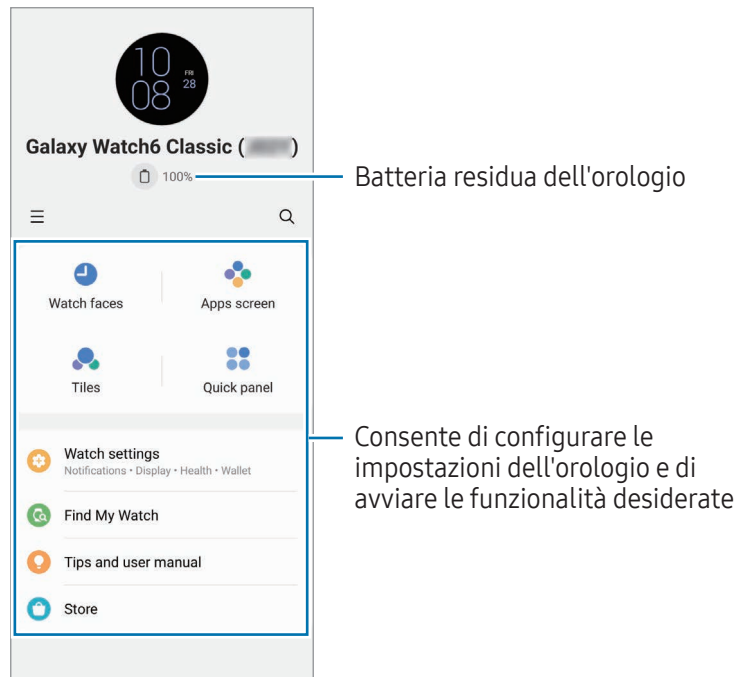 10
08
FRI
28
Galaxy Watch6 Classic ( )
100%
Batteria residua dell'orologio
Watch faces
Apps screen
Tiles
Quick panel
Watch settings
Notifications • Display • Health • Wallet
Find My Watch
Tips and user manual
Store
Consente di configurare le
impostazioni dell'orologio e di
avviare le funzionalità desiderate